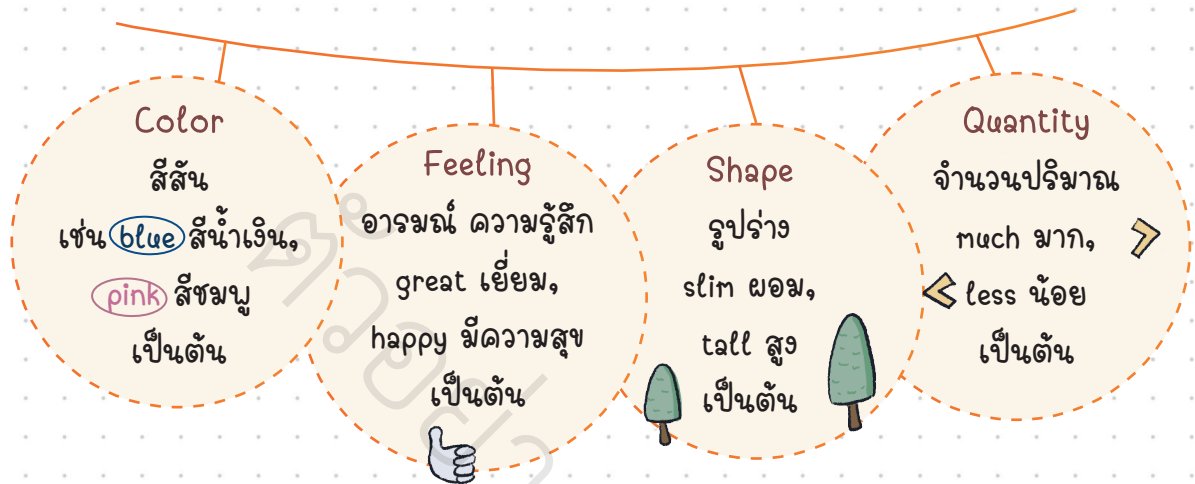 Color
สีสัน
เช่น blue สีน้ำเงิน,
pink สีชมพู
เป็นต้น
Feeling
อารมณ์ ความรู้สึก
great เยี่ยม,
happy มีความสุข
เป็นต้น
Shape
รูปร่าง
slim ผอม,
tall สูง
เป็นต้น
Quantity
จำนวนปริมาณ
much มาก,
less น้อย
เป็นต้น